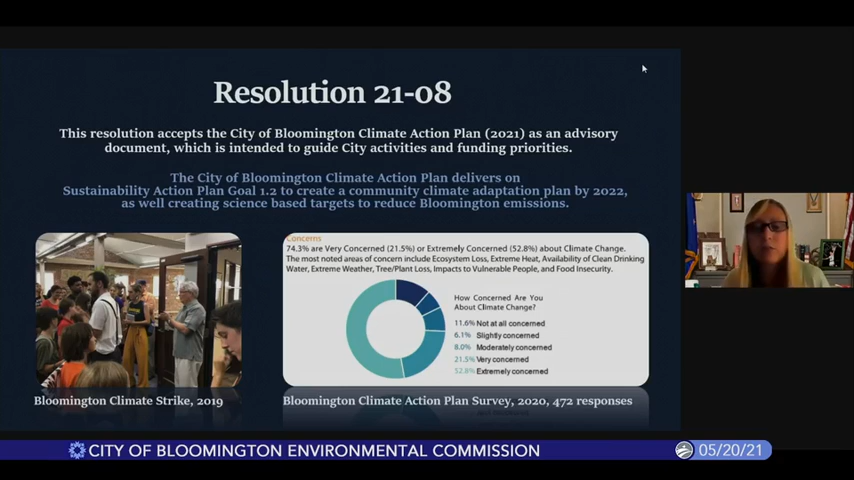 Resolution 21-08
This resolution accepts the City of Bloomington Climate Action Plan (2021) as an advisory
document, which is intended to guide City activities and funding priorities.
The City of Bloomington Climate Action Plan delivers on
Sustainability Action Plan Goal 1.2 to create a community climate adaptation plan by 2022,
as well creating science based targets to reduce Bloomington emissions.
Concerns
74.3% are Very Concerned (21.5%) or Extremely Concerned (52.8%) about Climate Change.
The most noted areas of concern include Ecosystem Loss, Extreme Heat, Availability of Clean Drinking
Water, Extreme Weather, Tree/Plant Loss, Impacts to Vulnerable People, and Food Insecurity.
How Concerned Are You
About Climate Change?
11.6% Not at all concerned
6.1% Slightly concerned
8.0% Moderately concerned
21.5% Very concerned
52.8% Extremely concerned
Bloomington Climate Strike, 2019
Bloomington Climate Action Plan Survey, 2020, 472 responses
CITY OF BLOOMINGTON ENVIRONMENTAL COMMISSION
05/20/21